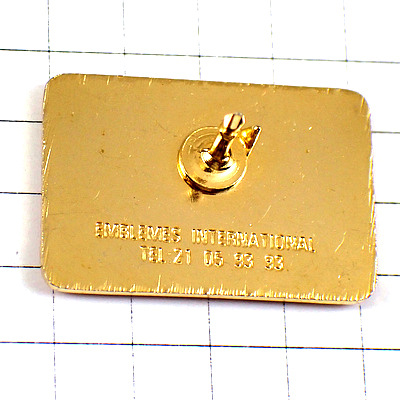 EMBLEMES INTERNATIONAL
TEL 21 05 93 93